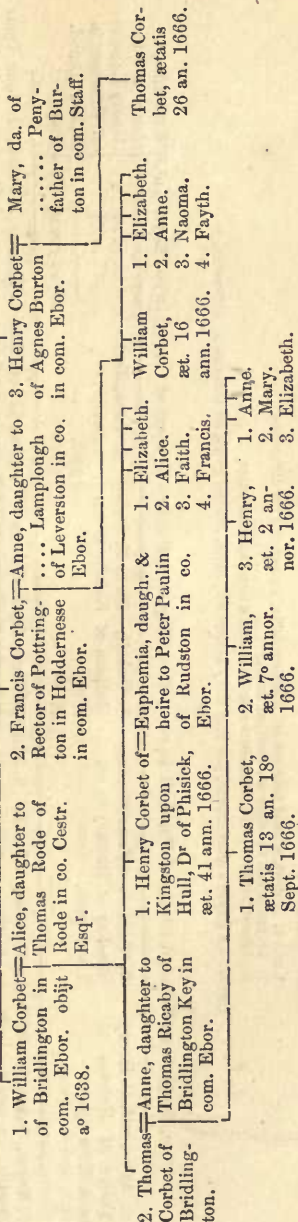 1. William Corbet
of Bridlington in
com. Ebor. obijt
aº 1638.
Alice, daughter to
Thomas Rode of
Rode in co. Cestr.
Esqr.
2. Francis Corbet,
Rector of Pottring-
ton in Holdernesse
in com. Ebor.
Anne, daughter to
.... Lamplough
of Leverston in co.
Ebor.
3. Henry Corbet
of Agnes Burton
in com. Ebor.
Mary, da. of
...... Peny-
father of Bur-
ton in com. Staff.
2. Thomas
Corbet of
Bridling-
ton.
Anne, daughter to
Thomas Ricaby of
Bridlington Key in
com. Ebor.
1. Henry Corbet of
Kingston upon
Hull, Dr of Phisick,
æt. 41 ann. 1666.
Euphemia, daugh. &
heire to Peter Paulin
of Rudston in co.
Ebor.
1. Elizabeth.
2. Alice.
3. Faith.
4. Francis.
William
Corbet,
æt. 16
ann. 1666.
1. Elizabeth.
2. Anne.
3. Naoma.
4. Fayth.
Thomas Cor-
bet, ætatis
26 an. 1666.
1. Thomas Corbet,
ætatis 13 an. 18º
Sept. 1666.
2. William,
æt. 7º annor.
1666.
3. Henry,
æt. 2 an-
nor. 1666.
1. Anne.
2. Mary.
3. Elizabeth.